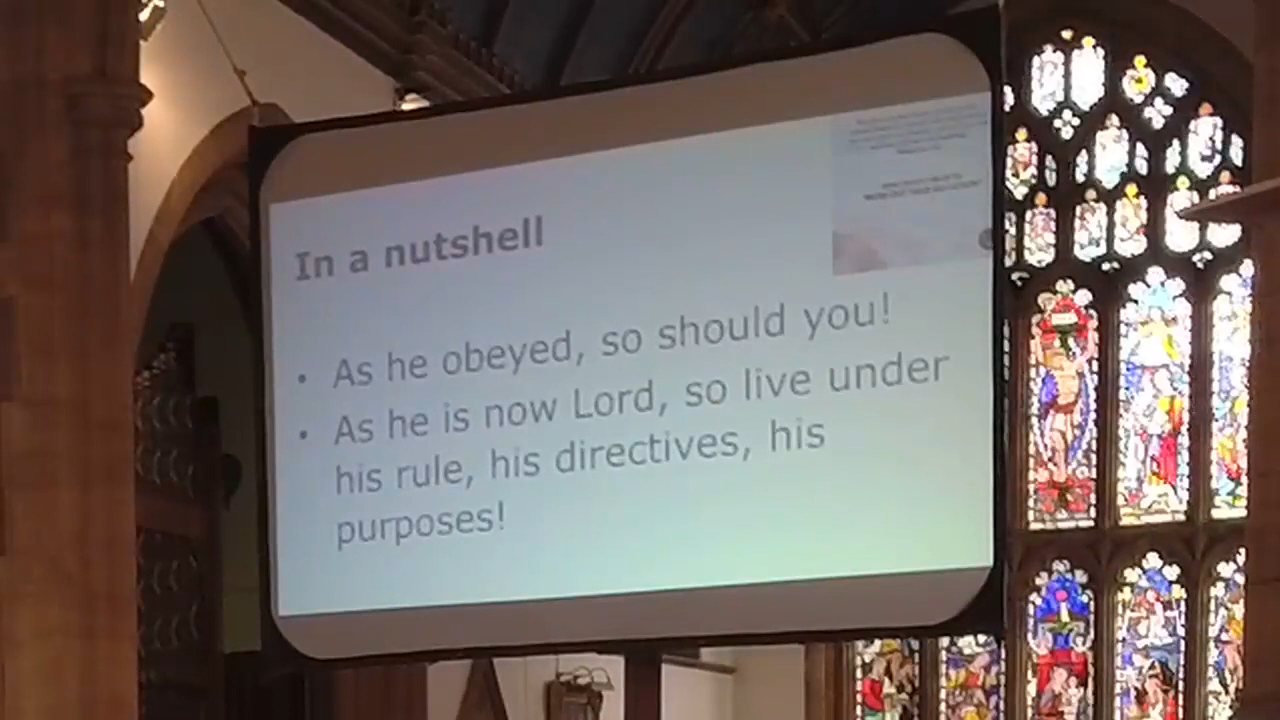 In a nutshell
• As he obeyed, so should you!
• As he is now Lord, so live under
his rule, his directives, his
purposes!